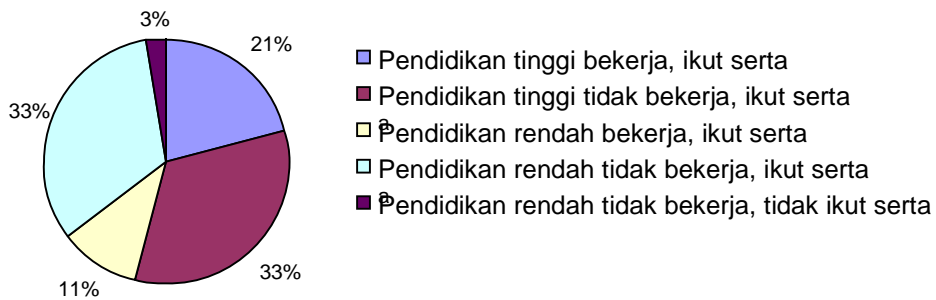 3%
21%
33%
11%
33%
Pendidikan tinggi bekerja, ikut serta
Pendidikan tinggi tidak bekerja, ikut serta
a
Pendidikan rendah bekerja, ikut serta
Pendidikan rendah tidak bekerja, ikut serta
a
Pendidikan rendah tidak bekerja, tidak ikut serta